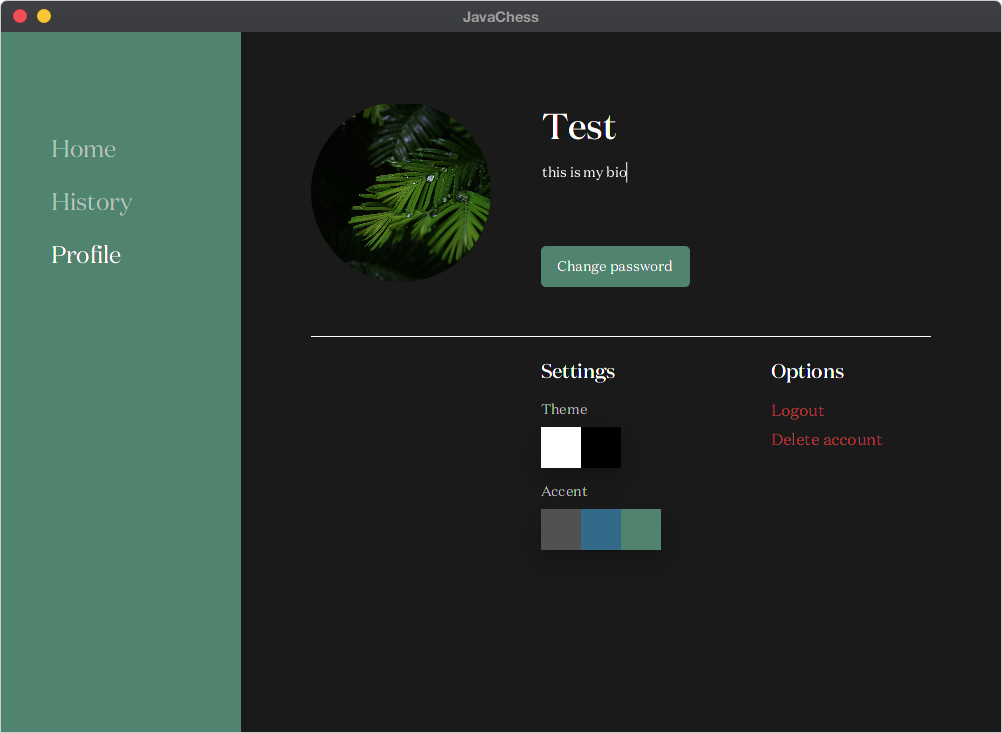 JavaChess
Home
History
Profile
Test
this is my bio
Change password
Settings
Theme
Accent
Options
Logout
Delete account